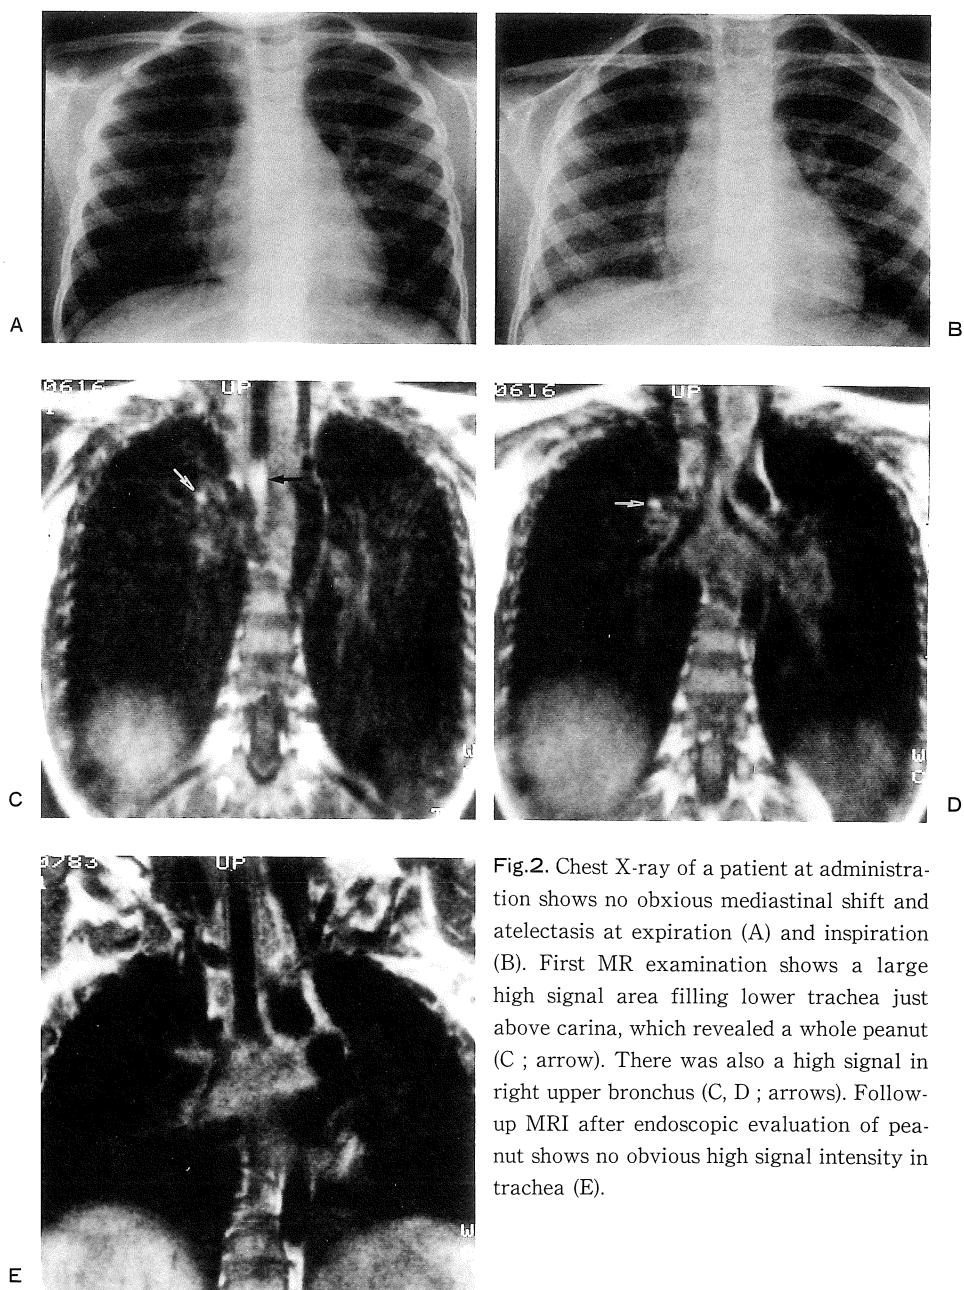 A
B
0616
UP
W
C
0616
UP
W
C
D
0783
UP
W
E
Fig.2. Chest X-ray of a patient at administra-
tion shows no obxious mediastinal shift and
atelectasis at expiration (A) and inspiration
(B). First MR examination shows a large
high signal area filling lower trachea just
above carina, which revealed a whole peanut
(C ; arrow). There was also a high signal in
right upper bronchus (C, D ; arrows). Follow-
up MRI after endoscopic evaluation of pea-
nut shows no obvious high signal intensity in
trachea (E).